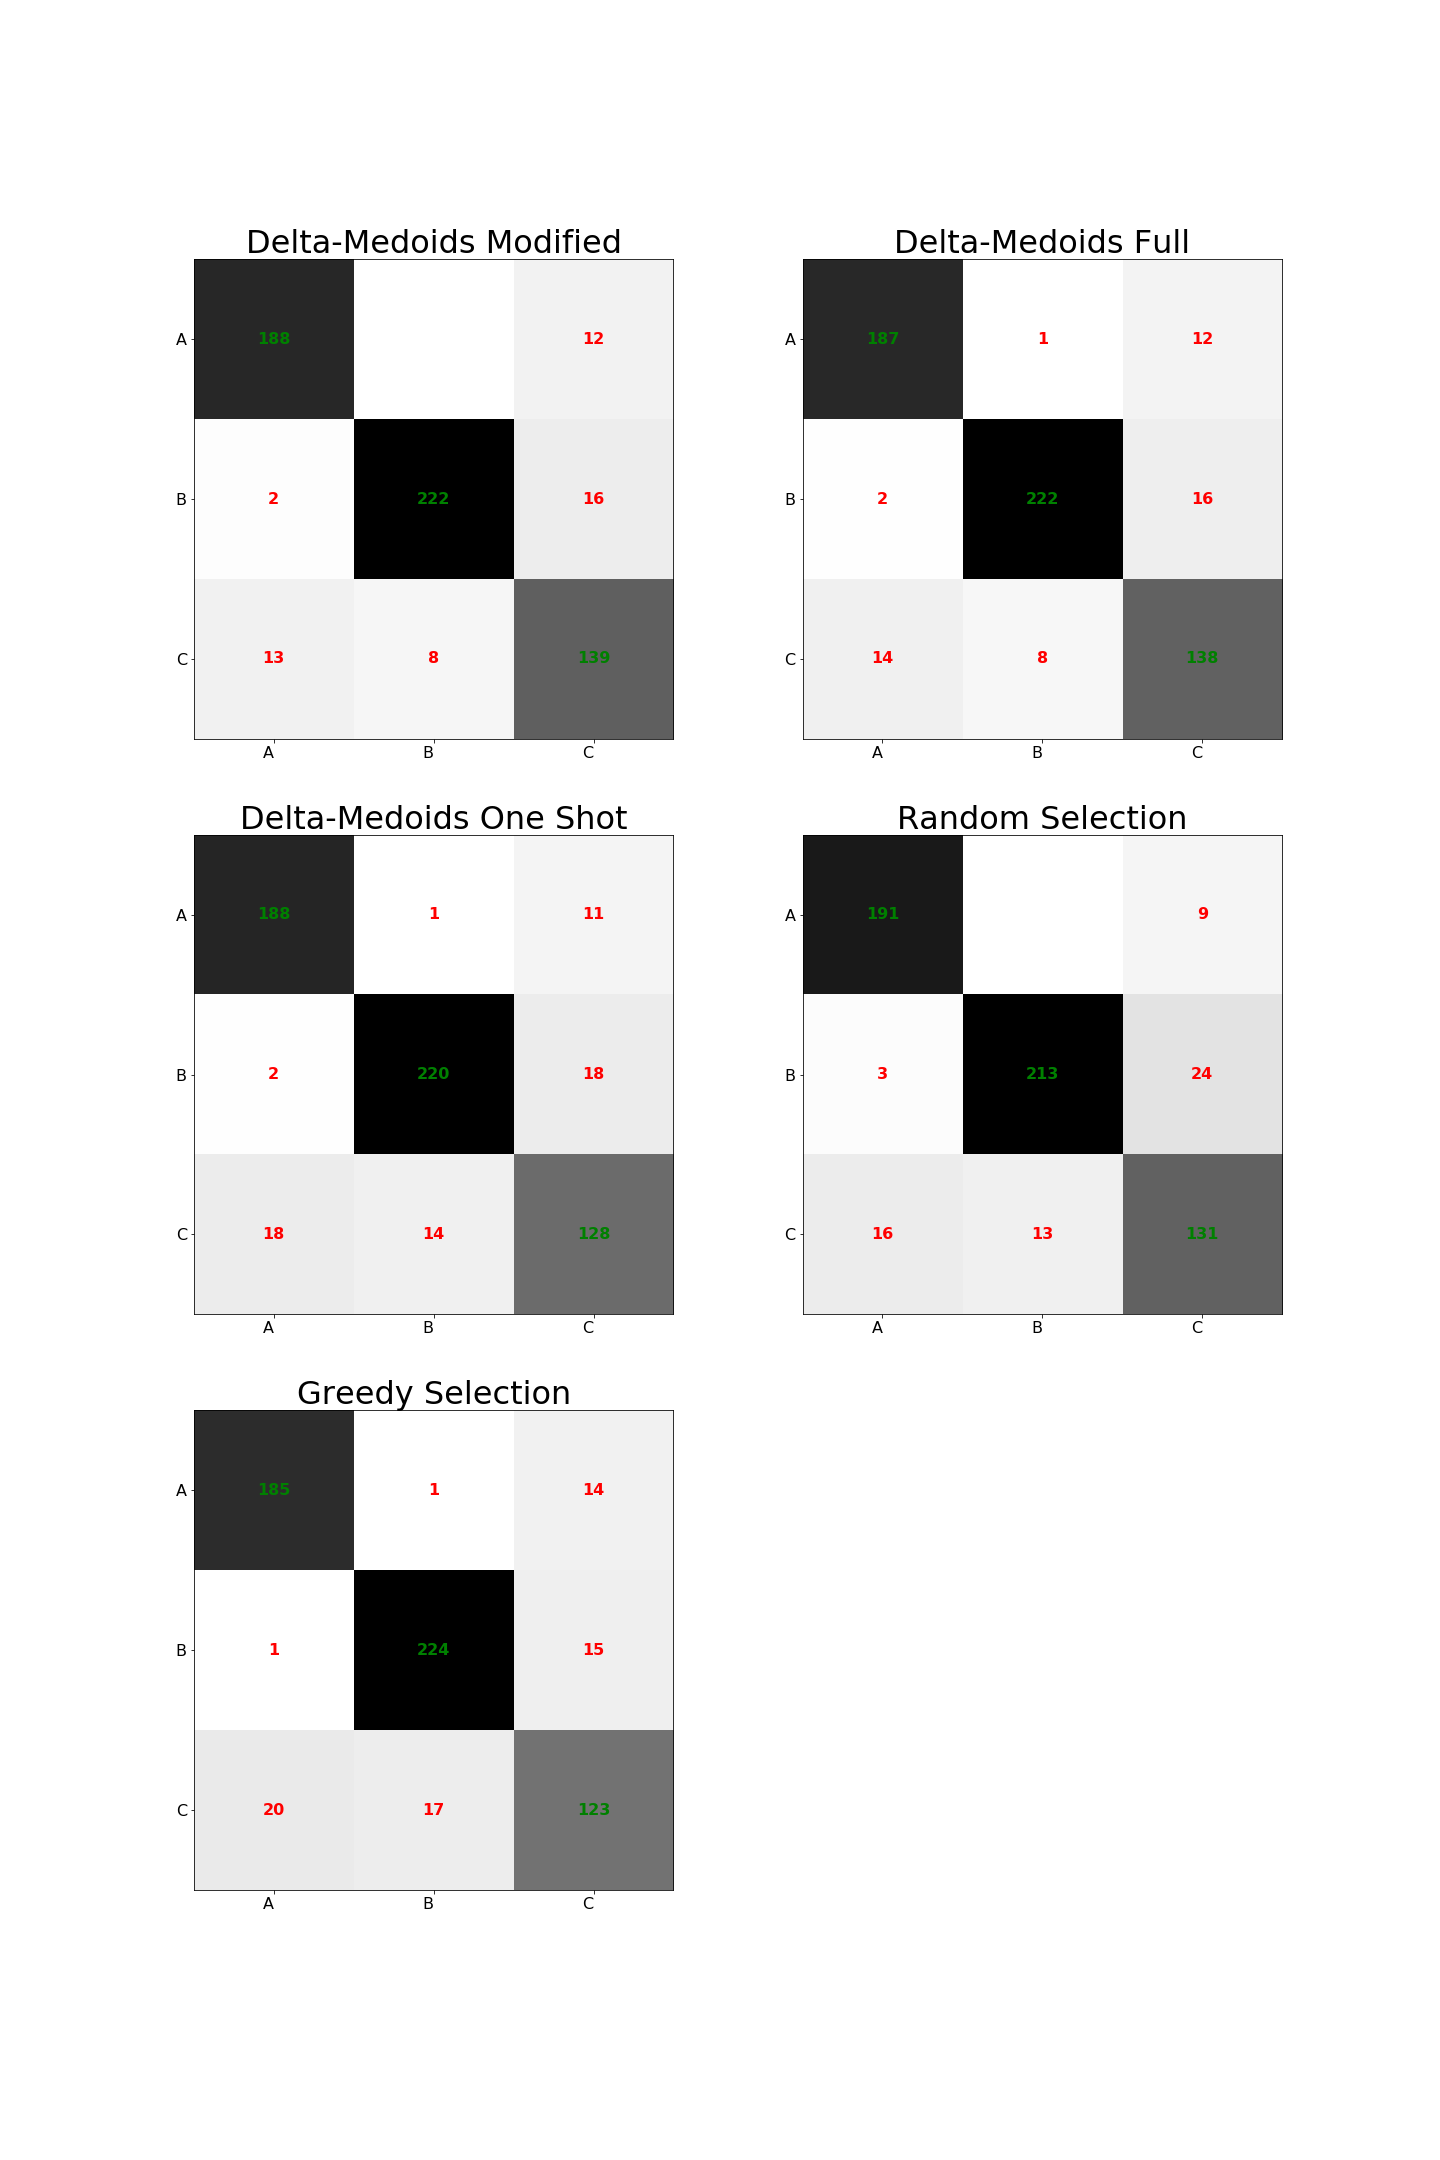 Delta-Medoids Modified
A 188 12
B 2 222 16
C 13 8 139
A B C
Delta-Medoids Full
A 187 1 12
B 2 222 16
C 14 8 138
A B C
Delta-Medoids One Shot
A 188 1 11
B 2 220 18
C 18 14 128
A B C
Random Selection
A 191 9
B 3 213 24
C 16 13 131
A B C
Greedy Selection
A 185 1 14
B 1 224 15
C 20 17 123
A B C